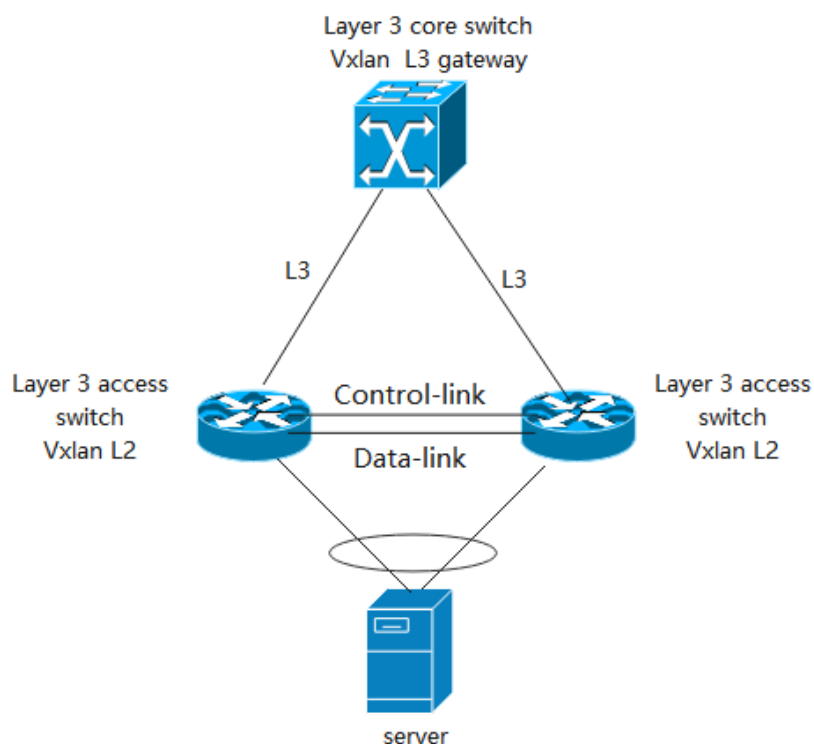 Layer 3 core switch
Vxlan L3 gateway
L3
L3
Layer 3 access
switch
Vxlan L2
Control-link
Data-link
Layer 3 access
switch
Vxlan L2
server